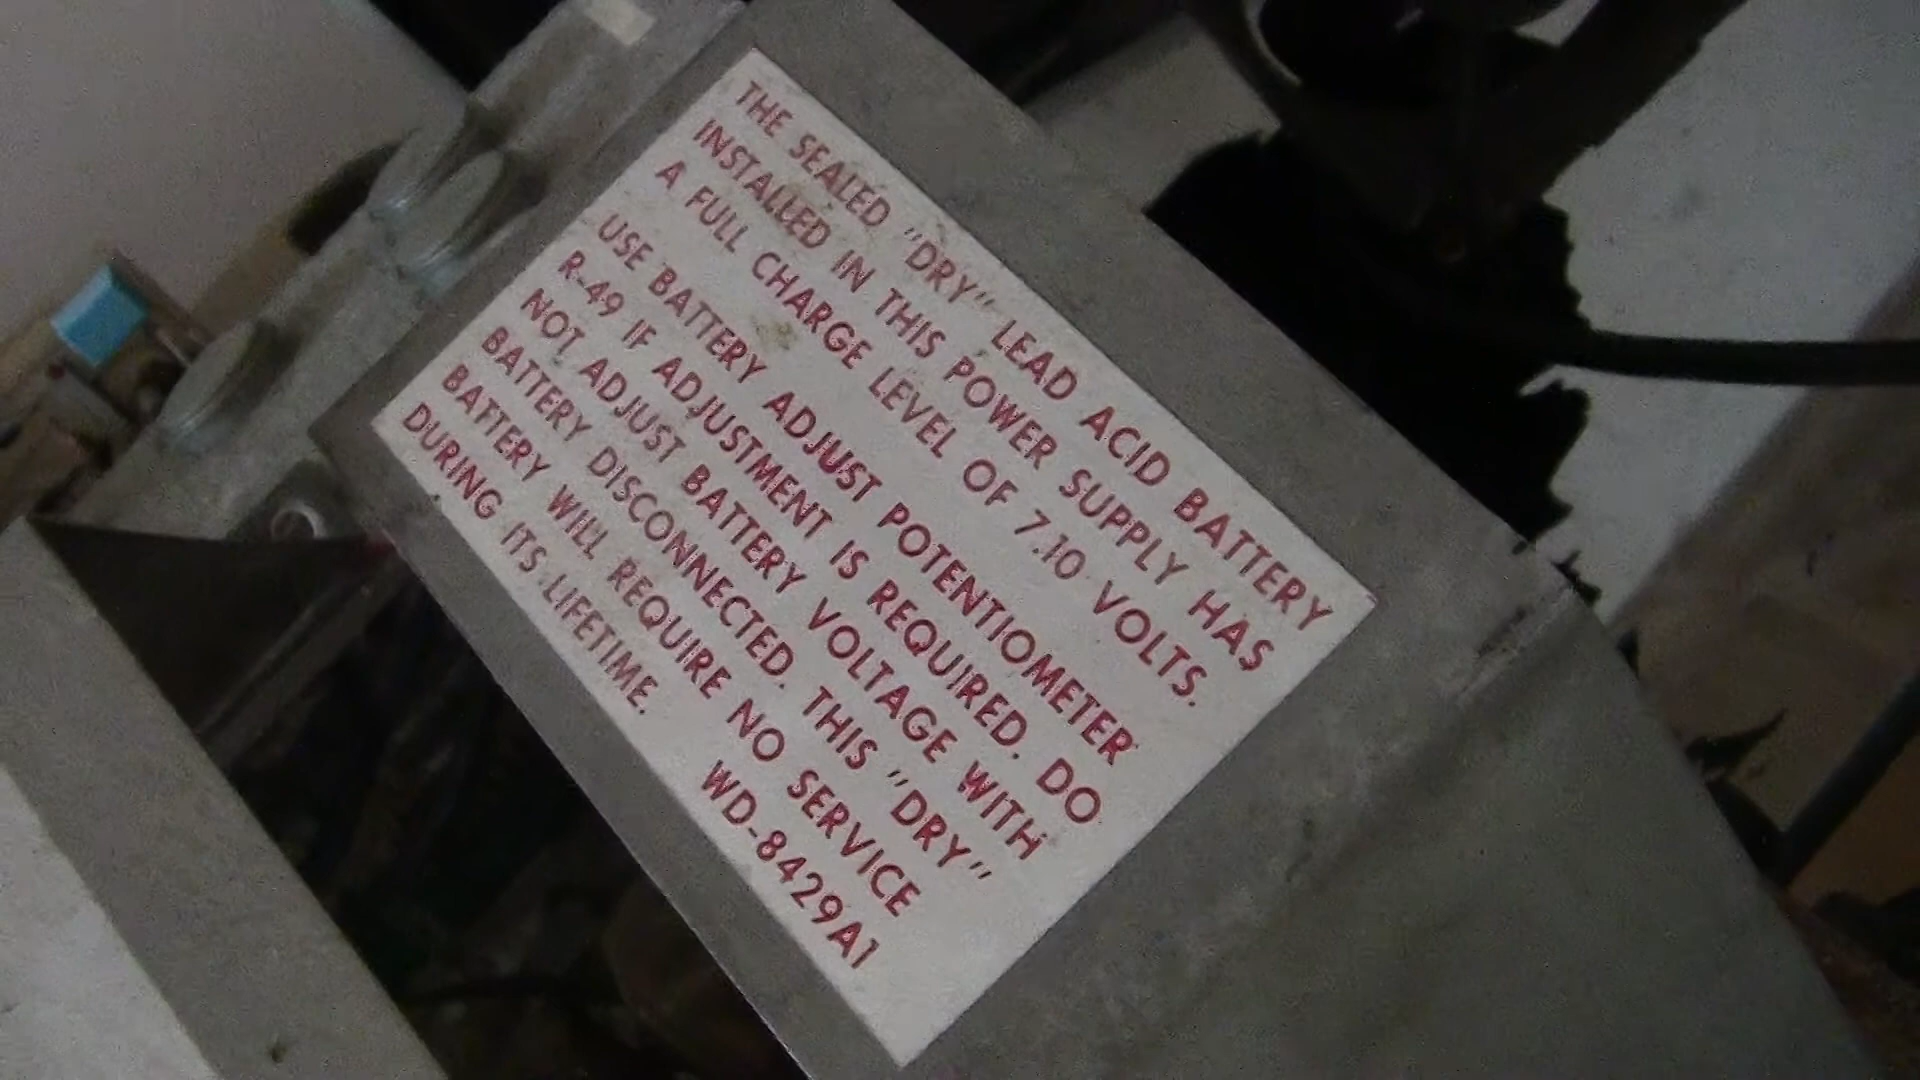 THE SEALED "DRY" LEAD ACID BATTERY
INSTALLED IN THIS POWER SUPPLY HAS
A FULL CHARGE LEVEL OF 7.10 VOLTS.
USE BATTERY ADJUST POTENTIOMETER
R-49 IF ADJUSTMENT IS REQUIRED. DO
NOT ADJUST BATTERY VOLTAGE WITH
BATTERY DISCONNECTED. THIS "DRY"
BATTERY WILL REQUIRE NO SERVICE
DURING ITS LIFETIME.
WD-8429A1